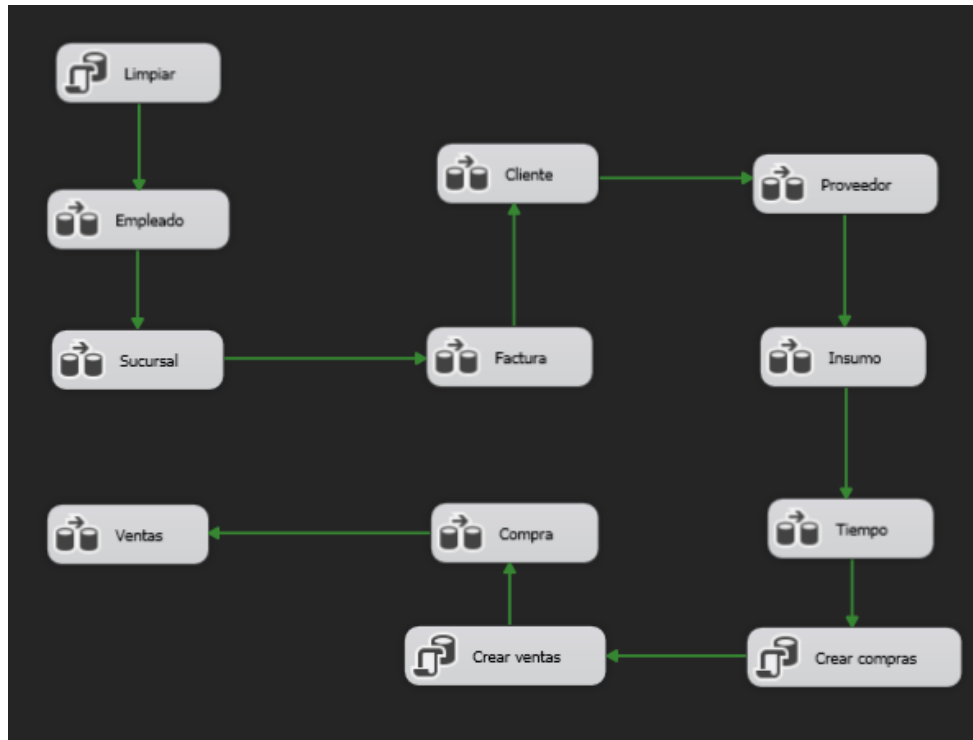 Limpiar
Cliente
Proveedor
Empleado
Sucursal
Factura
Insumo
Ventas
Compra
Tiempo
Crear ventas
Crear compras